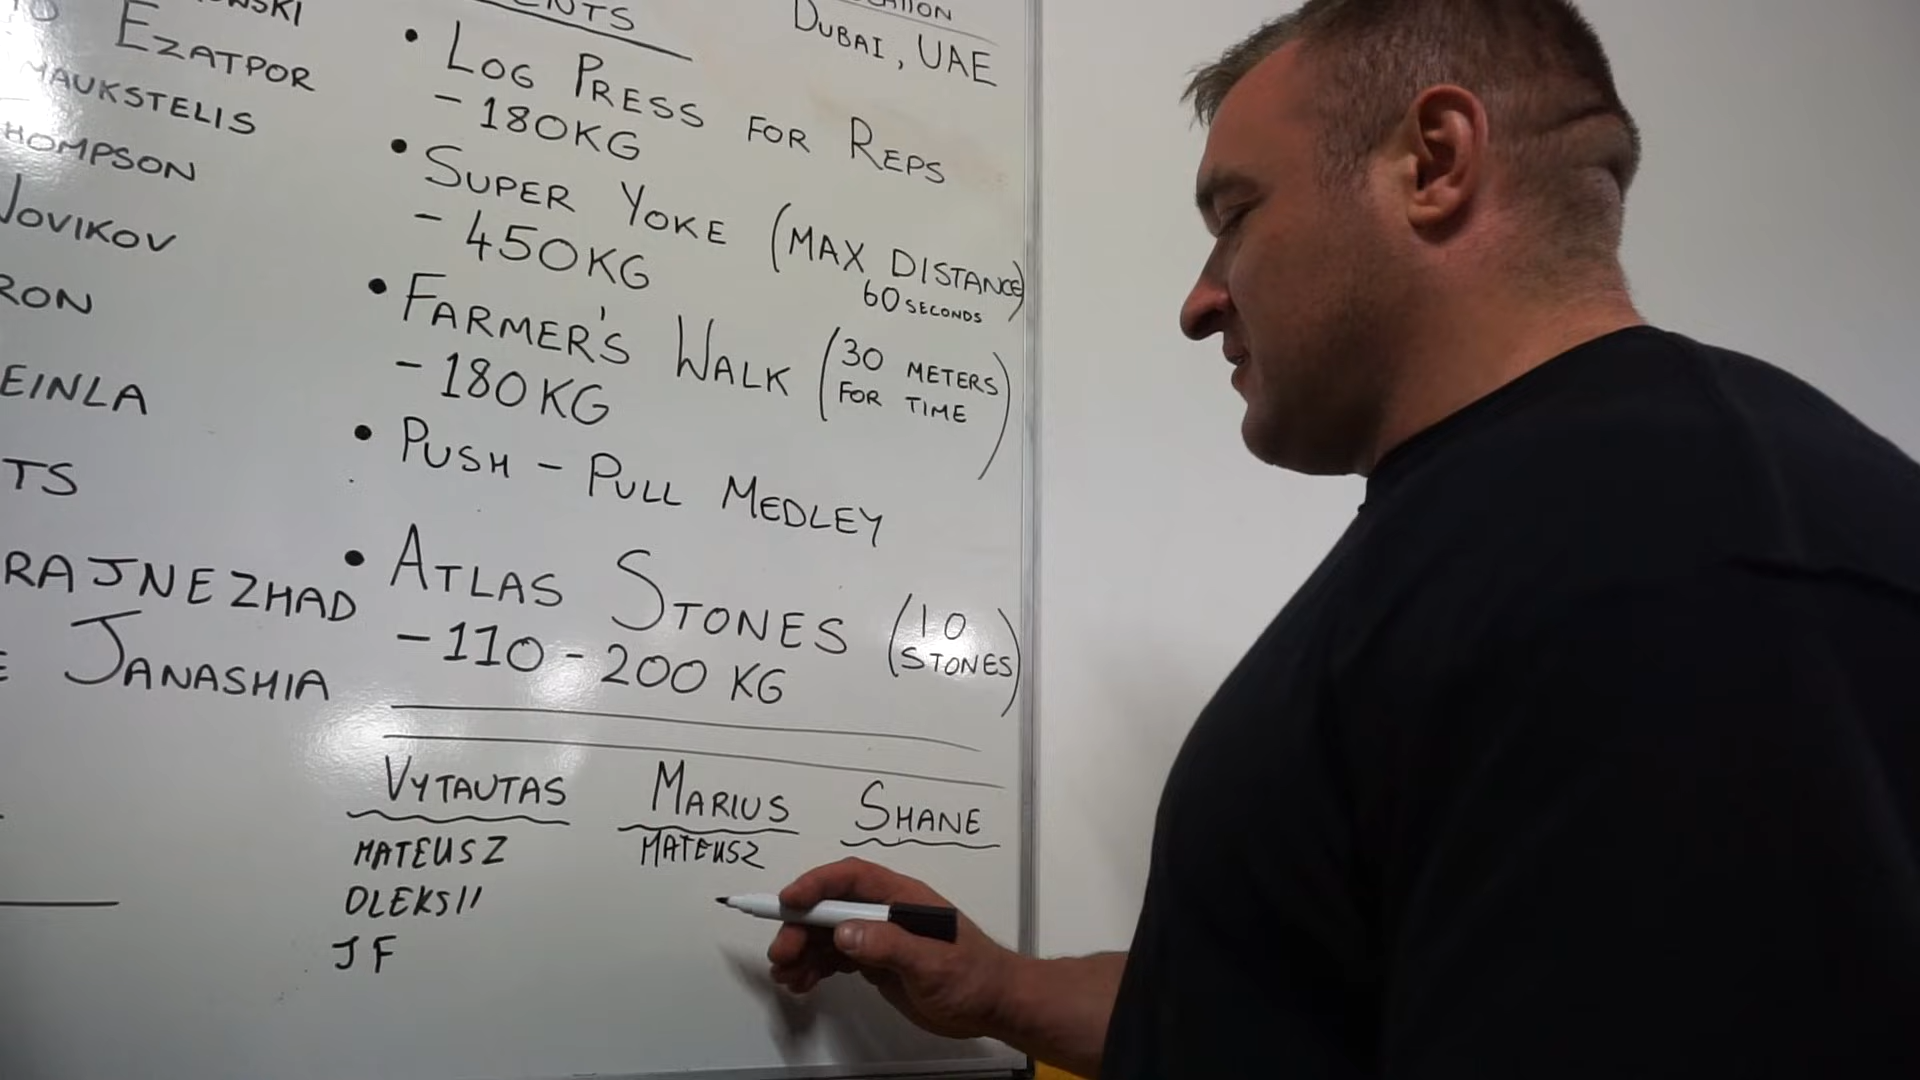 EZATPOR
MAUKSTELIS
HOMPSON
NOVIKOV
RON
EINLA
TS
RAJNEZHAD
JANASHIA
ENTS
• LOG PRESS FOR REPS
- 180KG
• SUPER YOKE (MAX DISTANCE)
60 SECONDS
- 450KG
• FARMER'S WALK (30 METERS
FOR TIME)
- 180KG
• PUSH - PULL MEDLEY
• ATLAS STONES (10
STONES)
- 110 - 200 KG
DUBAI, UAE
VYTAUTAS
MATEUSZ
OLEKSII
JF
MARIUS
MATEUSZ
SHANE